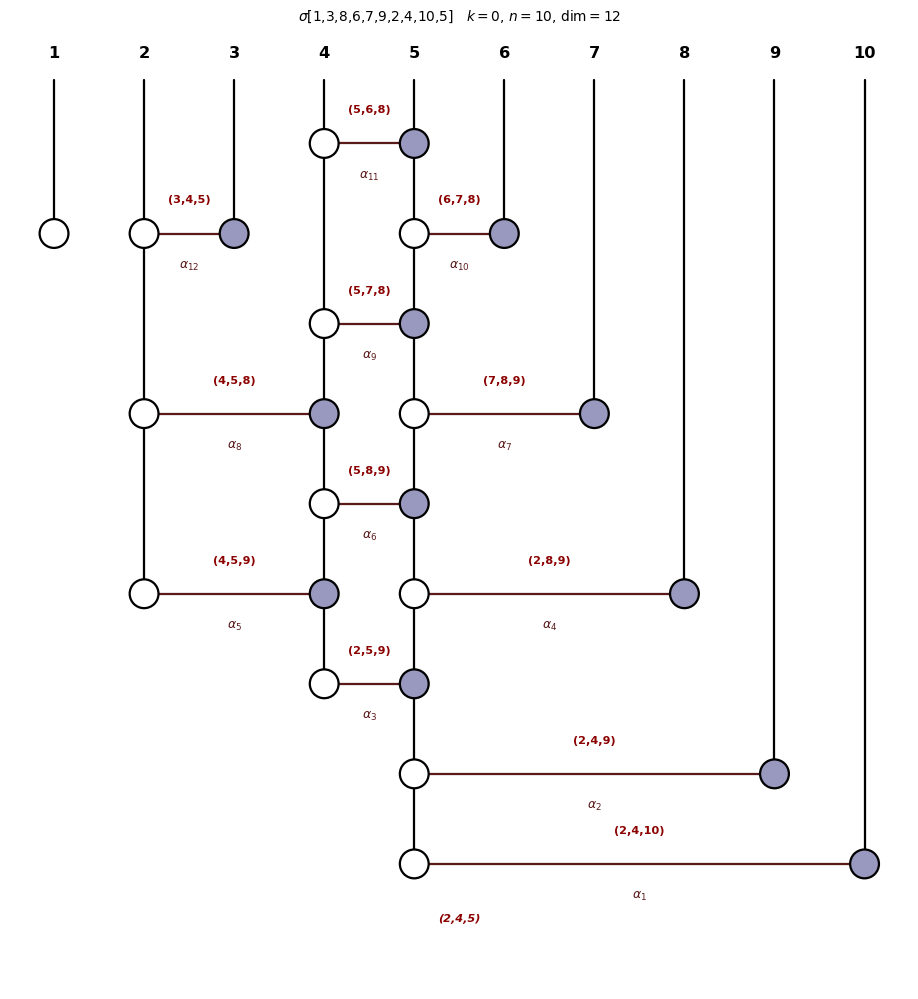 σ[1,3,8,6,7,9,2,4,10,5]   k=0, n=10, dim=12
1 2 3 4 5 6 7 8 9 10
(5,6,8)
α₁₁
(3,4,5) (6,7,8)
α₁₂ α₁₀
(5,7,8)
α₉
(4,5,8) (7,8,9)
α₈ α₇
(5,8,9)
α₆
(4,5,9) (2,8,9)
α₅ α₄
(2,5,9)
α₃
(2,4,9)
α₂
(2,4,10)
α₁
(2,4,5)